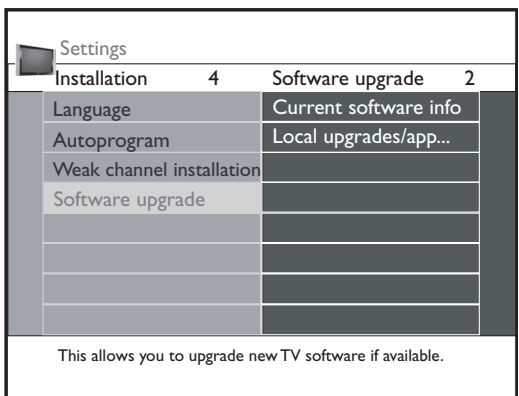 Settings
Installation 4 Software upgrade 2
Language Current software info
Autoprogram Local upgrades/app...
Weak channel installation
Software upgrade
This allows you to upgrade new TV software if available.